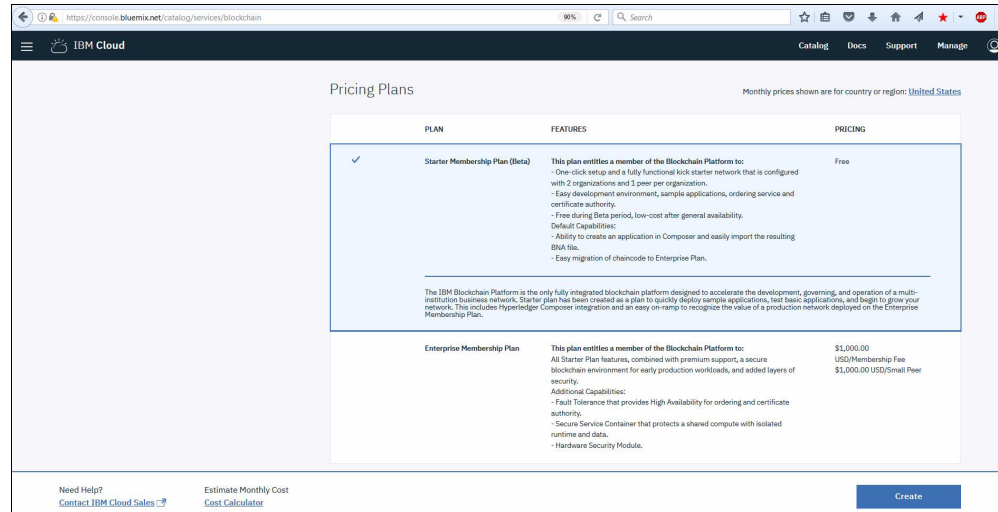 https://console.bluemix.net/catalog/services/blockchain
90%
Search
ABP
IBM Cloud
Catalog Docs Support Manage
Pricing Plans
Monthly prices shown are for country or region: United States
PLAN FEATURES PRICING
Starter Membership Plan (Beta) This plan entitles a member of the Blockchain Platform to: Free
- One-click setup and a fully functional kick starter network that is configured
with 2 organizations and 1 peer per organization.
- Easy development environment, sample applications, ordering service and
certificate authority.
- Free during Beta period, low-cost after general availability.
Default Capabilities:
- Ability to create an application in Composer and easily import the resulting
BNA file.
- Easy migration of chaincode to Enterprise Plan.
The IBM Blockchain Platform is the only fully integrated blockchain platform designed to accelerate the development, governing, and operation of a multi-
institution business network. Starter plan has been created as a plan to quickly deploy sample applications, test basic applications, and begin to grow your
network. This includes Hyperledger Composer integration and an easy on-ramp to recognize the value of a production network deployed on the Enterprise
Membership Plan.
Enterprise Membership Plan This plan entitles a member of the Blockchain Platform to: $1,000.00
All Starter Plan features, combined with premium support, a secure USD/Membership Fee
blockchain environment for early production workloads, and added layers of $1,000.00 USD/Small Peer
security.
Additional Capabilities:
- Fault Tolerance that provides High Availability for ordering and certificate
authority.
- Secure Service Container that protects a shared compute with isolated
runtime and data.
- Hardware Security Module.
Need Help? Estimate Monthly Cost
Contact IBM Cloud Sales Cost Calculator
Create